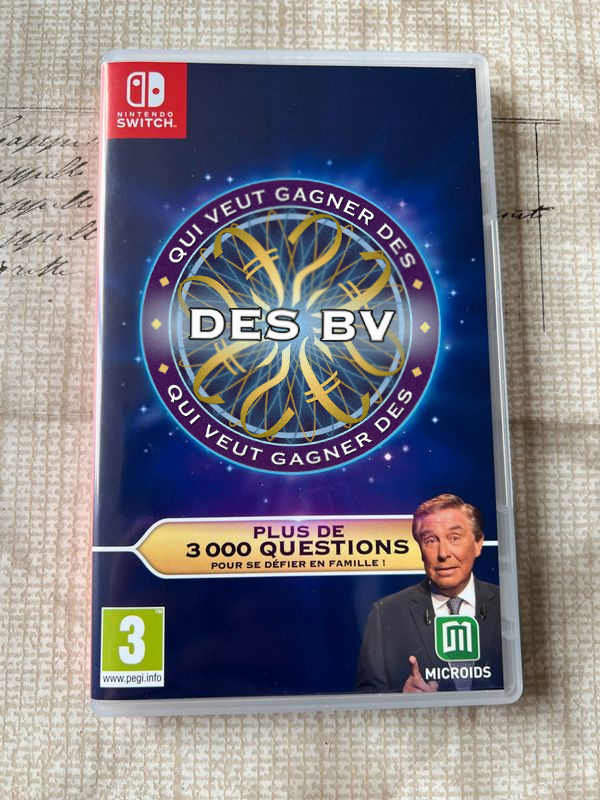 NINTENDO
SWITCH™
QUI VEUT GAGNER DES
DES BV
QUI VEUT GAGNER DES
PLUS DE
3 000 QUESTIONS
POUR SE DÉFIER EN FAMILLE !
3
www.pegi.info
MICROIDS